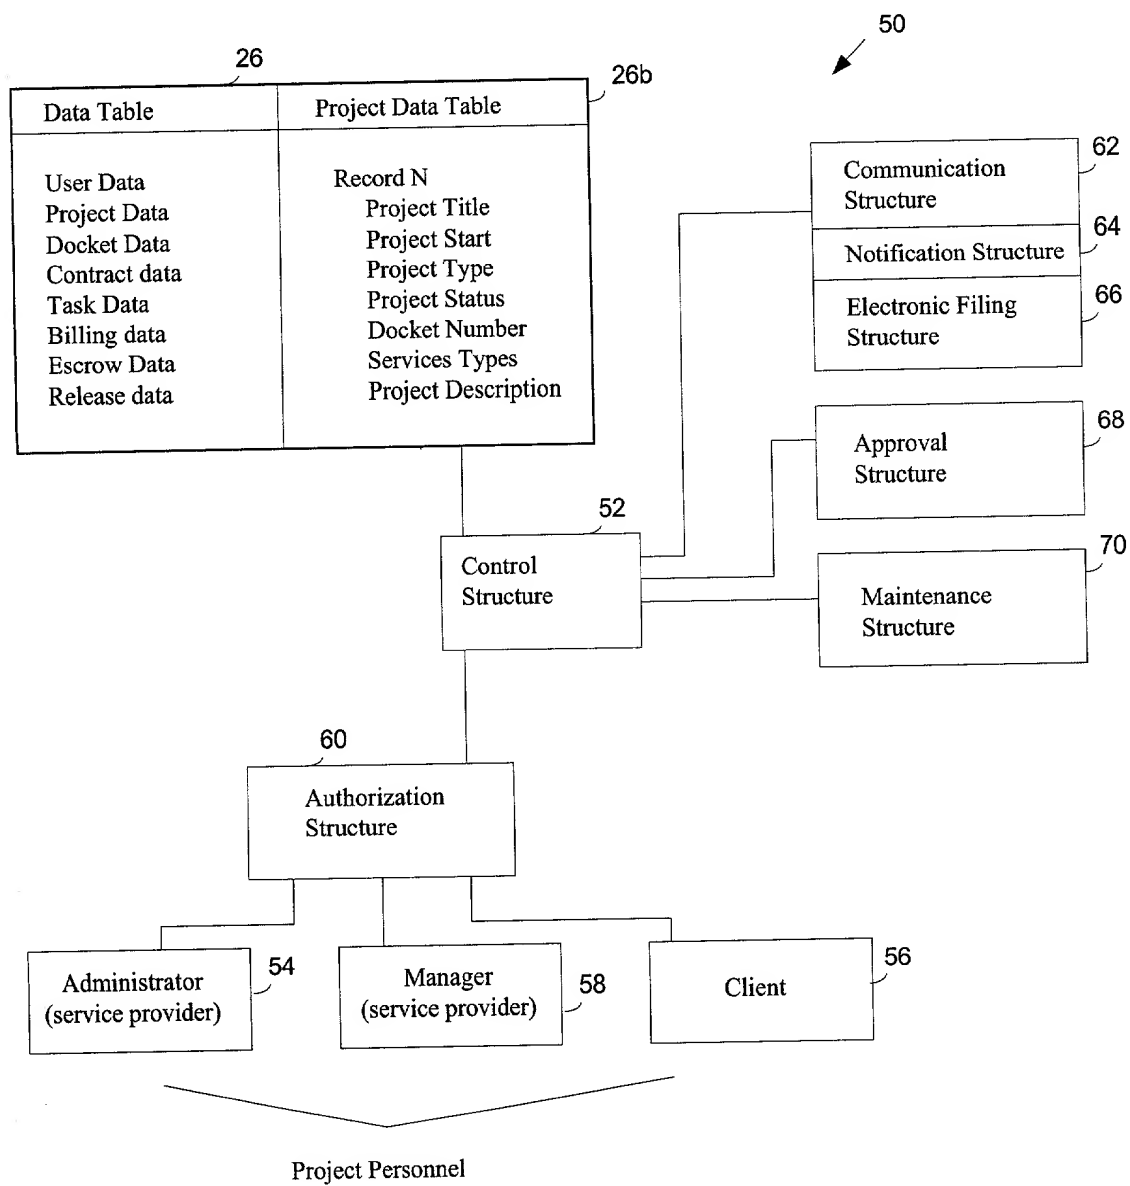 50
26
26b
Data Table
Project Data Table
User Data
Project Data
Docket Data
Contract data
Task Data
Billing data
Escrow Data
Release data
Record N
Project Title
Project Start
Project Type
Project Status
Docket Number
Services Types
Project Description
62
Communication
Structure
64
Notification Structure
66
Electronic Filing
Structure
68
Approval
Structure
52
Control
Structure
70
Maintenance
Structure
60
Authorization
Structure
Administrator
(service provider)
54
Manager
(service provider)
58
Client
56
Project Personnel